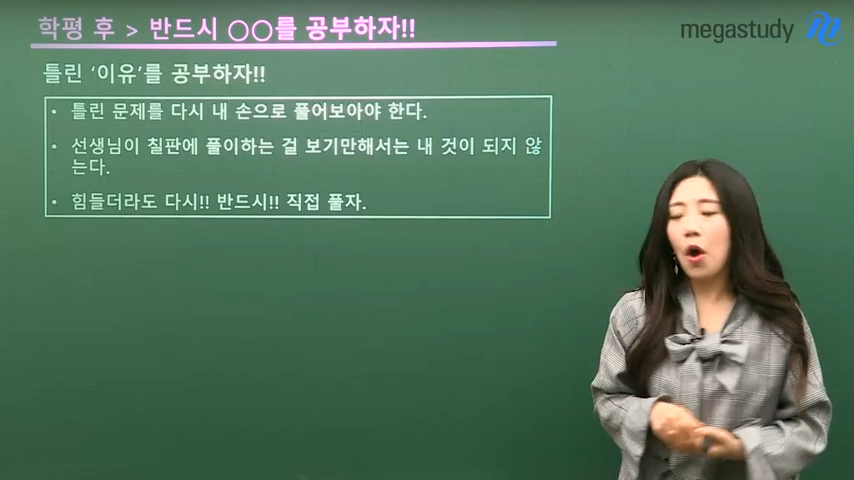 학평 후 > 반드시 ○○를 공부하자!!
megastudy
틀린 ‘이유’를 공부하자!!
• 틀린 문제를 다시 내 손으로 풀어보아야 한다.
• 선생님이 칠판에 풀이하는 걸 보기만해서는 내 것이 되지 않
는다.
• 힘들더라도 다시!! 반드시!! 직접 풀자.